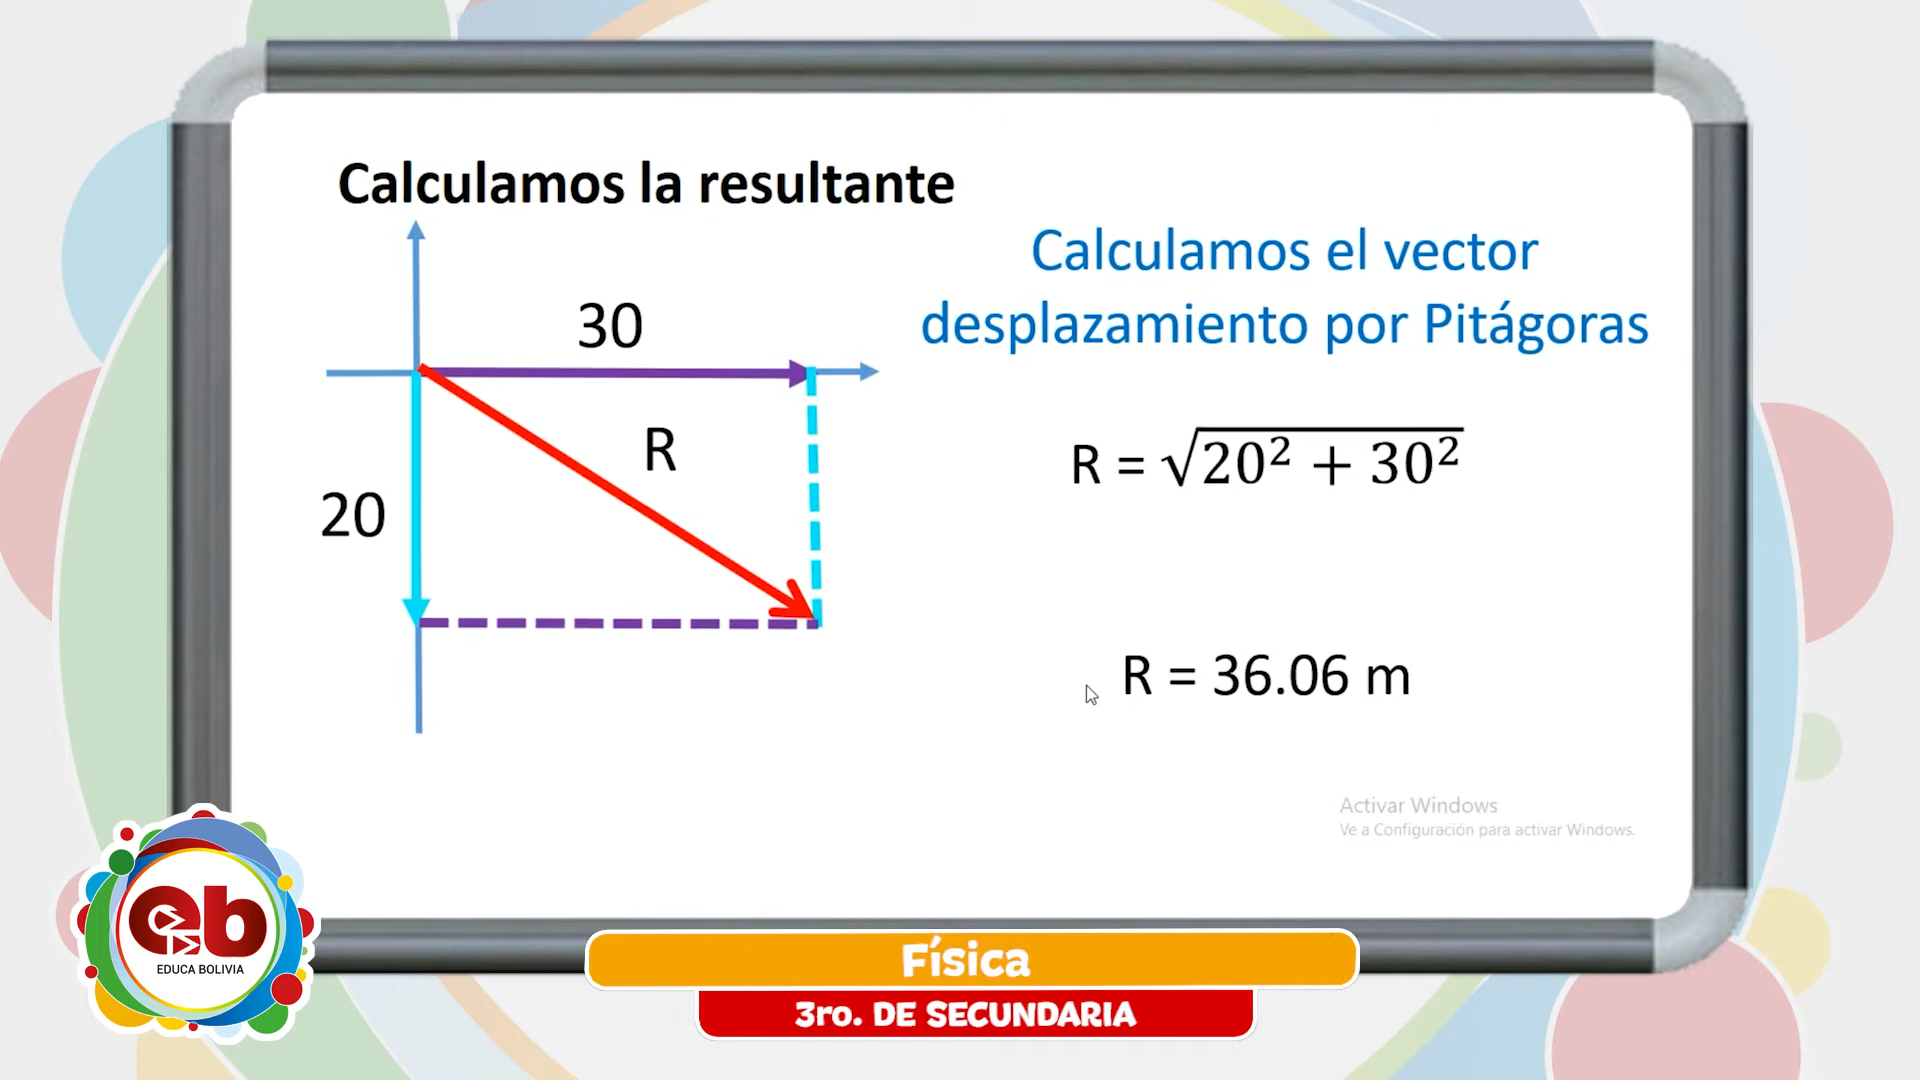 Calculamos la resultante
Calculamos el vector
desplazamiento por Pitágoras
30
R
20
R = √20² + 30²
R = 36.06 m
Activar Windows
Ve a Configuración para activar Windows.
eb
EDUCA BOLIVIA
Física
3ro. DE SECUNDARIA